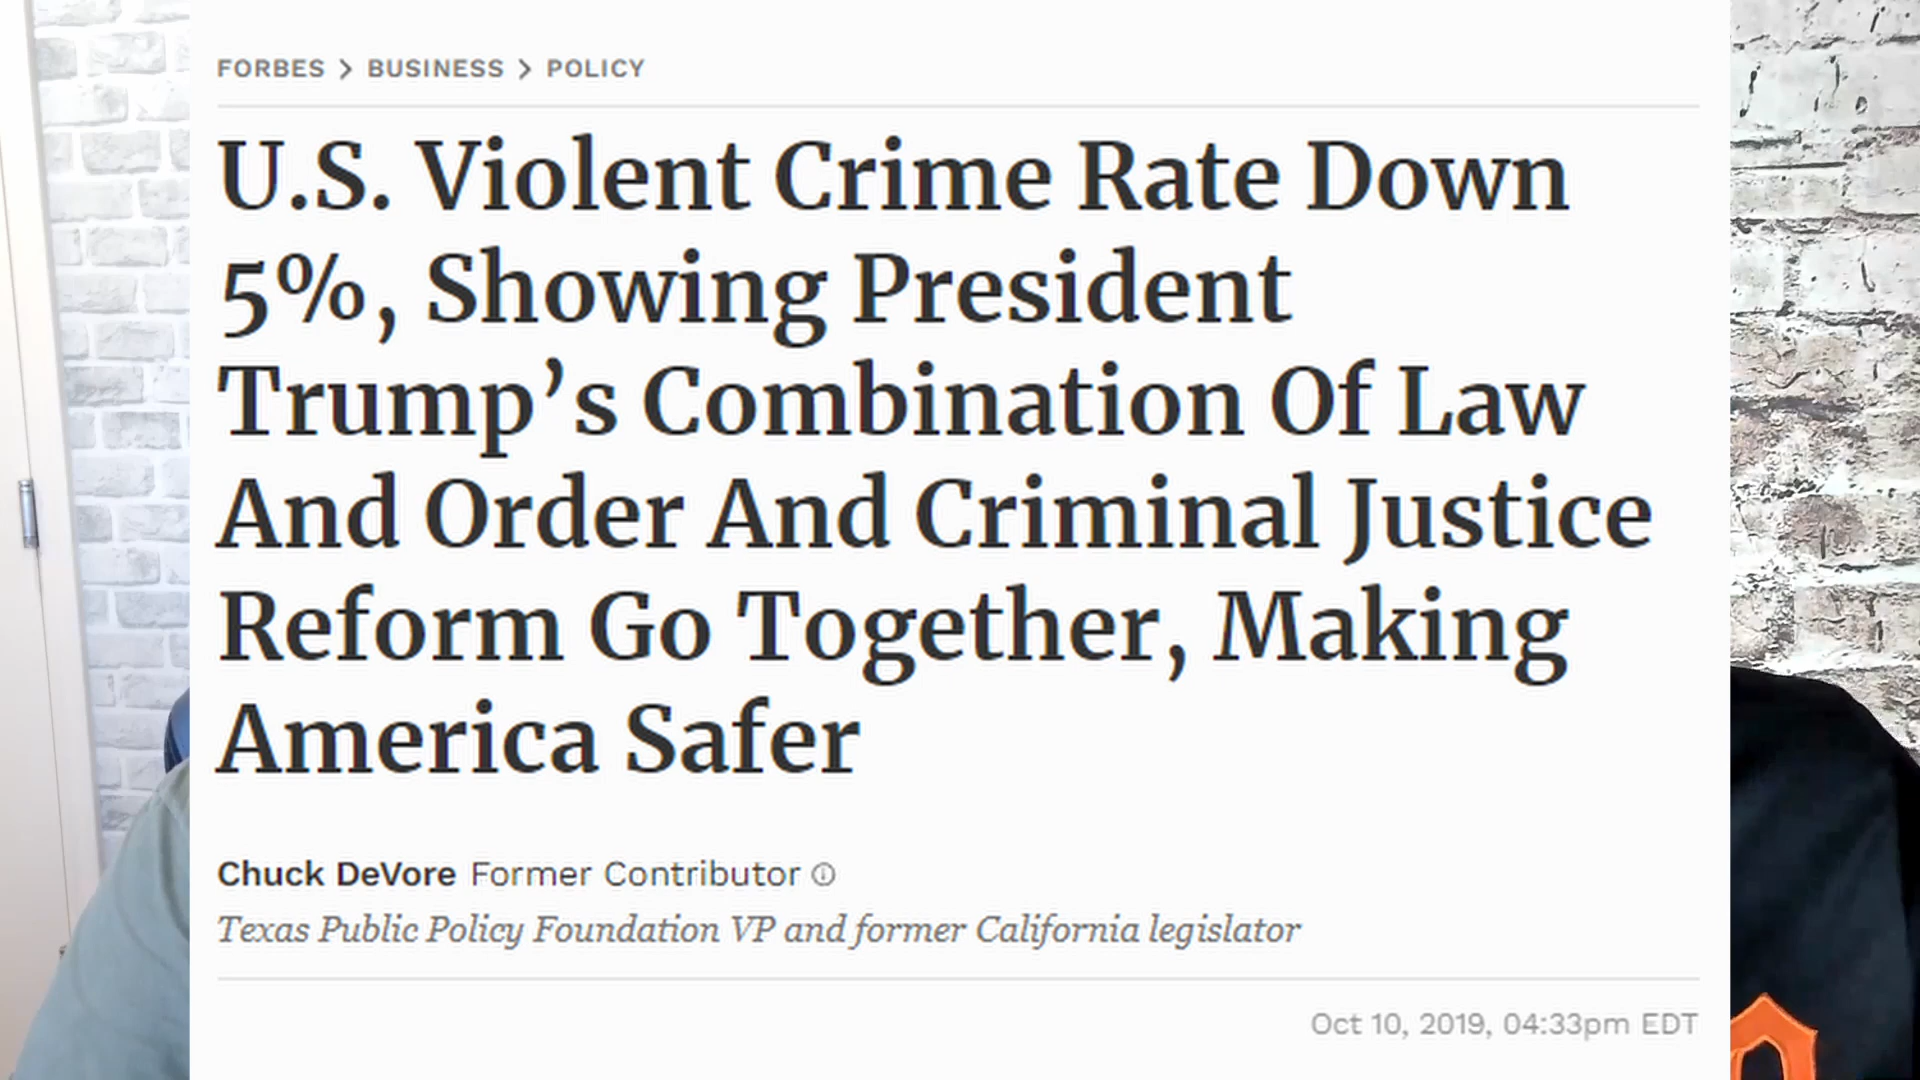 FORBES > BUSINESS > POLICY
U.S. Violent Crime Rate Down
5%, Showing President
Trump’s Combination Of Law
And Order And Criminal Justice
Reform Go Together, Making
America Safer
Chuck DeVore Former Contributor
Texas Public Policy Foundation VP and former California legislator
Oct 10, 2019, 04:33pm EDT